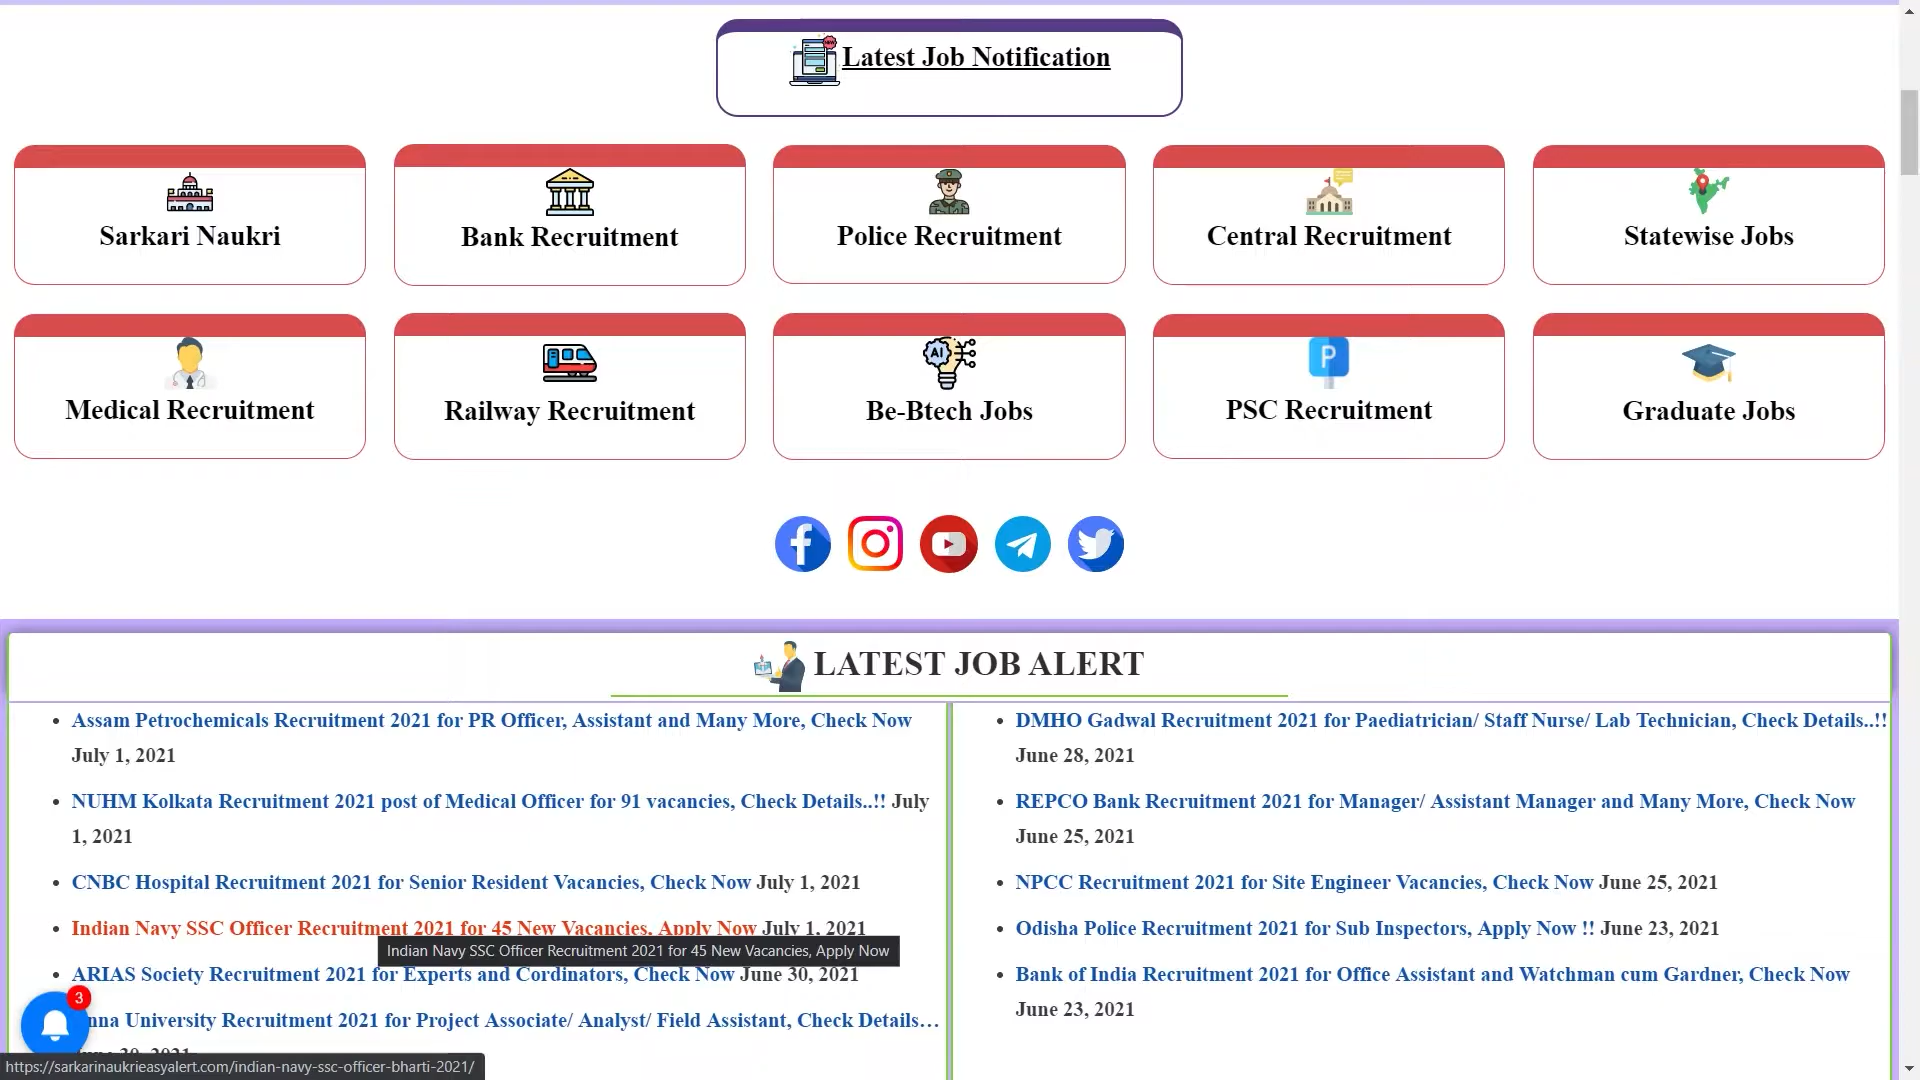 Latest Job Notification
Sarkari Naukri
Bank Recruitment
Police Recruitment
Central Recruitment
Statewise Jobs
Medical Recruitment
Railway Recruitment
AI
Be-Btech Jobs
P
PSC Recruitment
Graduate Jobs
LATEST JOB ALERT
Assam Petrochemicals Recruitment 2021 for PR Officer, Assistant and Many More, Check Now
July 1, 2021
NUHM Kolkata Recruitment 2021 post of Medical Officer for 91 vacancies, Check Details..!! July
1, 2021
CNBC Hospital Recruitment 2021 for Senior Resident Vacancies, Check Now July 1, 2021
Indian Navy SSC Officer Recruitment 2021 for 45 New Vacancies, Apply Now July 1, 2021
Indian Navy SSC Officer Recruitment 2021 for 45 New Vacancies, Apply Now
ARIAS Society Recruitment 2021 for Experts and Cordinators, Check Now June 30, 2021
nna University Recruitment 2021 for Project Associate/ Analyst/ Field Assistant, Check Details…
3
https://sarkarinaukrieasyalert.com/indian-navy-ssc-officer-bharti-2021/
DMHO Gadwal Recruitment 2021 for Paediatrician/ Staff Nurse/ Lab Technician, Check Details..!!
June 28, 2021
REPCO Bank Recruitment 2021 for Manager/ Assistant Manager and Many More, Check Now
June 25, 2021
NPCC Recruitment 2021 for Site Engineer Vacancies, Check Now June 25, 2021
Odisha Police Recruitment 2021 for Sub Inspectors, Apply Now !! June 23, 2021
Bank of India Recruitment 2021 for Office Assistant and Watchman cum Gardner, Check Now
June 23, 2021